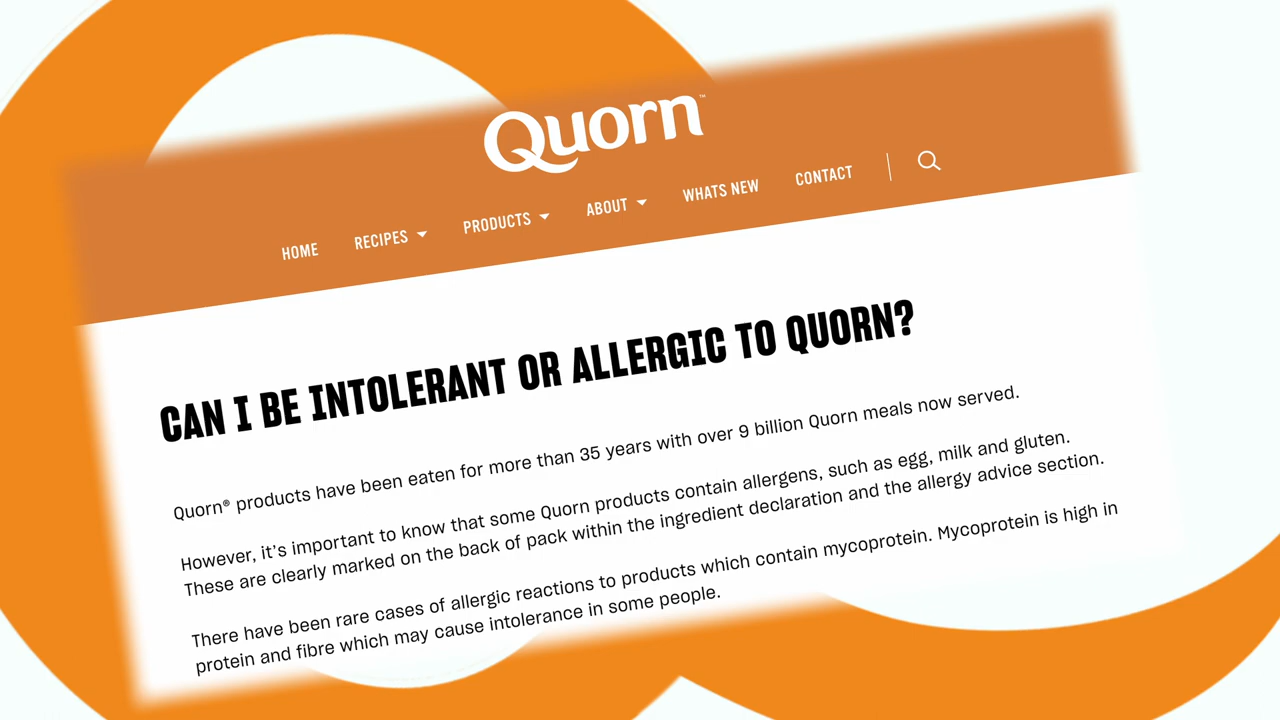 Quorn™
HOME RECIPES PRODUCTS ABOUT WHATS NEW CONTACT
CAN I BE INTOLERANT OR ALLERGIC TO QUORN?
Quorn® products have been eaten for more than 35 years with over 9 billion Quorn meals now served.
However, it's important to know that some Quorn products contain allergens, such as egg, milk and gluten.
These are clearly marked on the back of pack within the ingredient declaration and the allergy advice section.
There have been rare cases of allergic reactions to products which contain mycoprotein. Mycoprotein is high in
protein and fibre which may cause intolerance in some people.